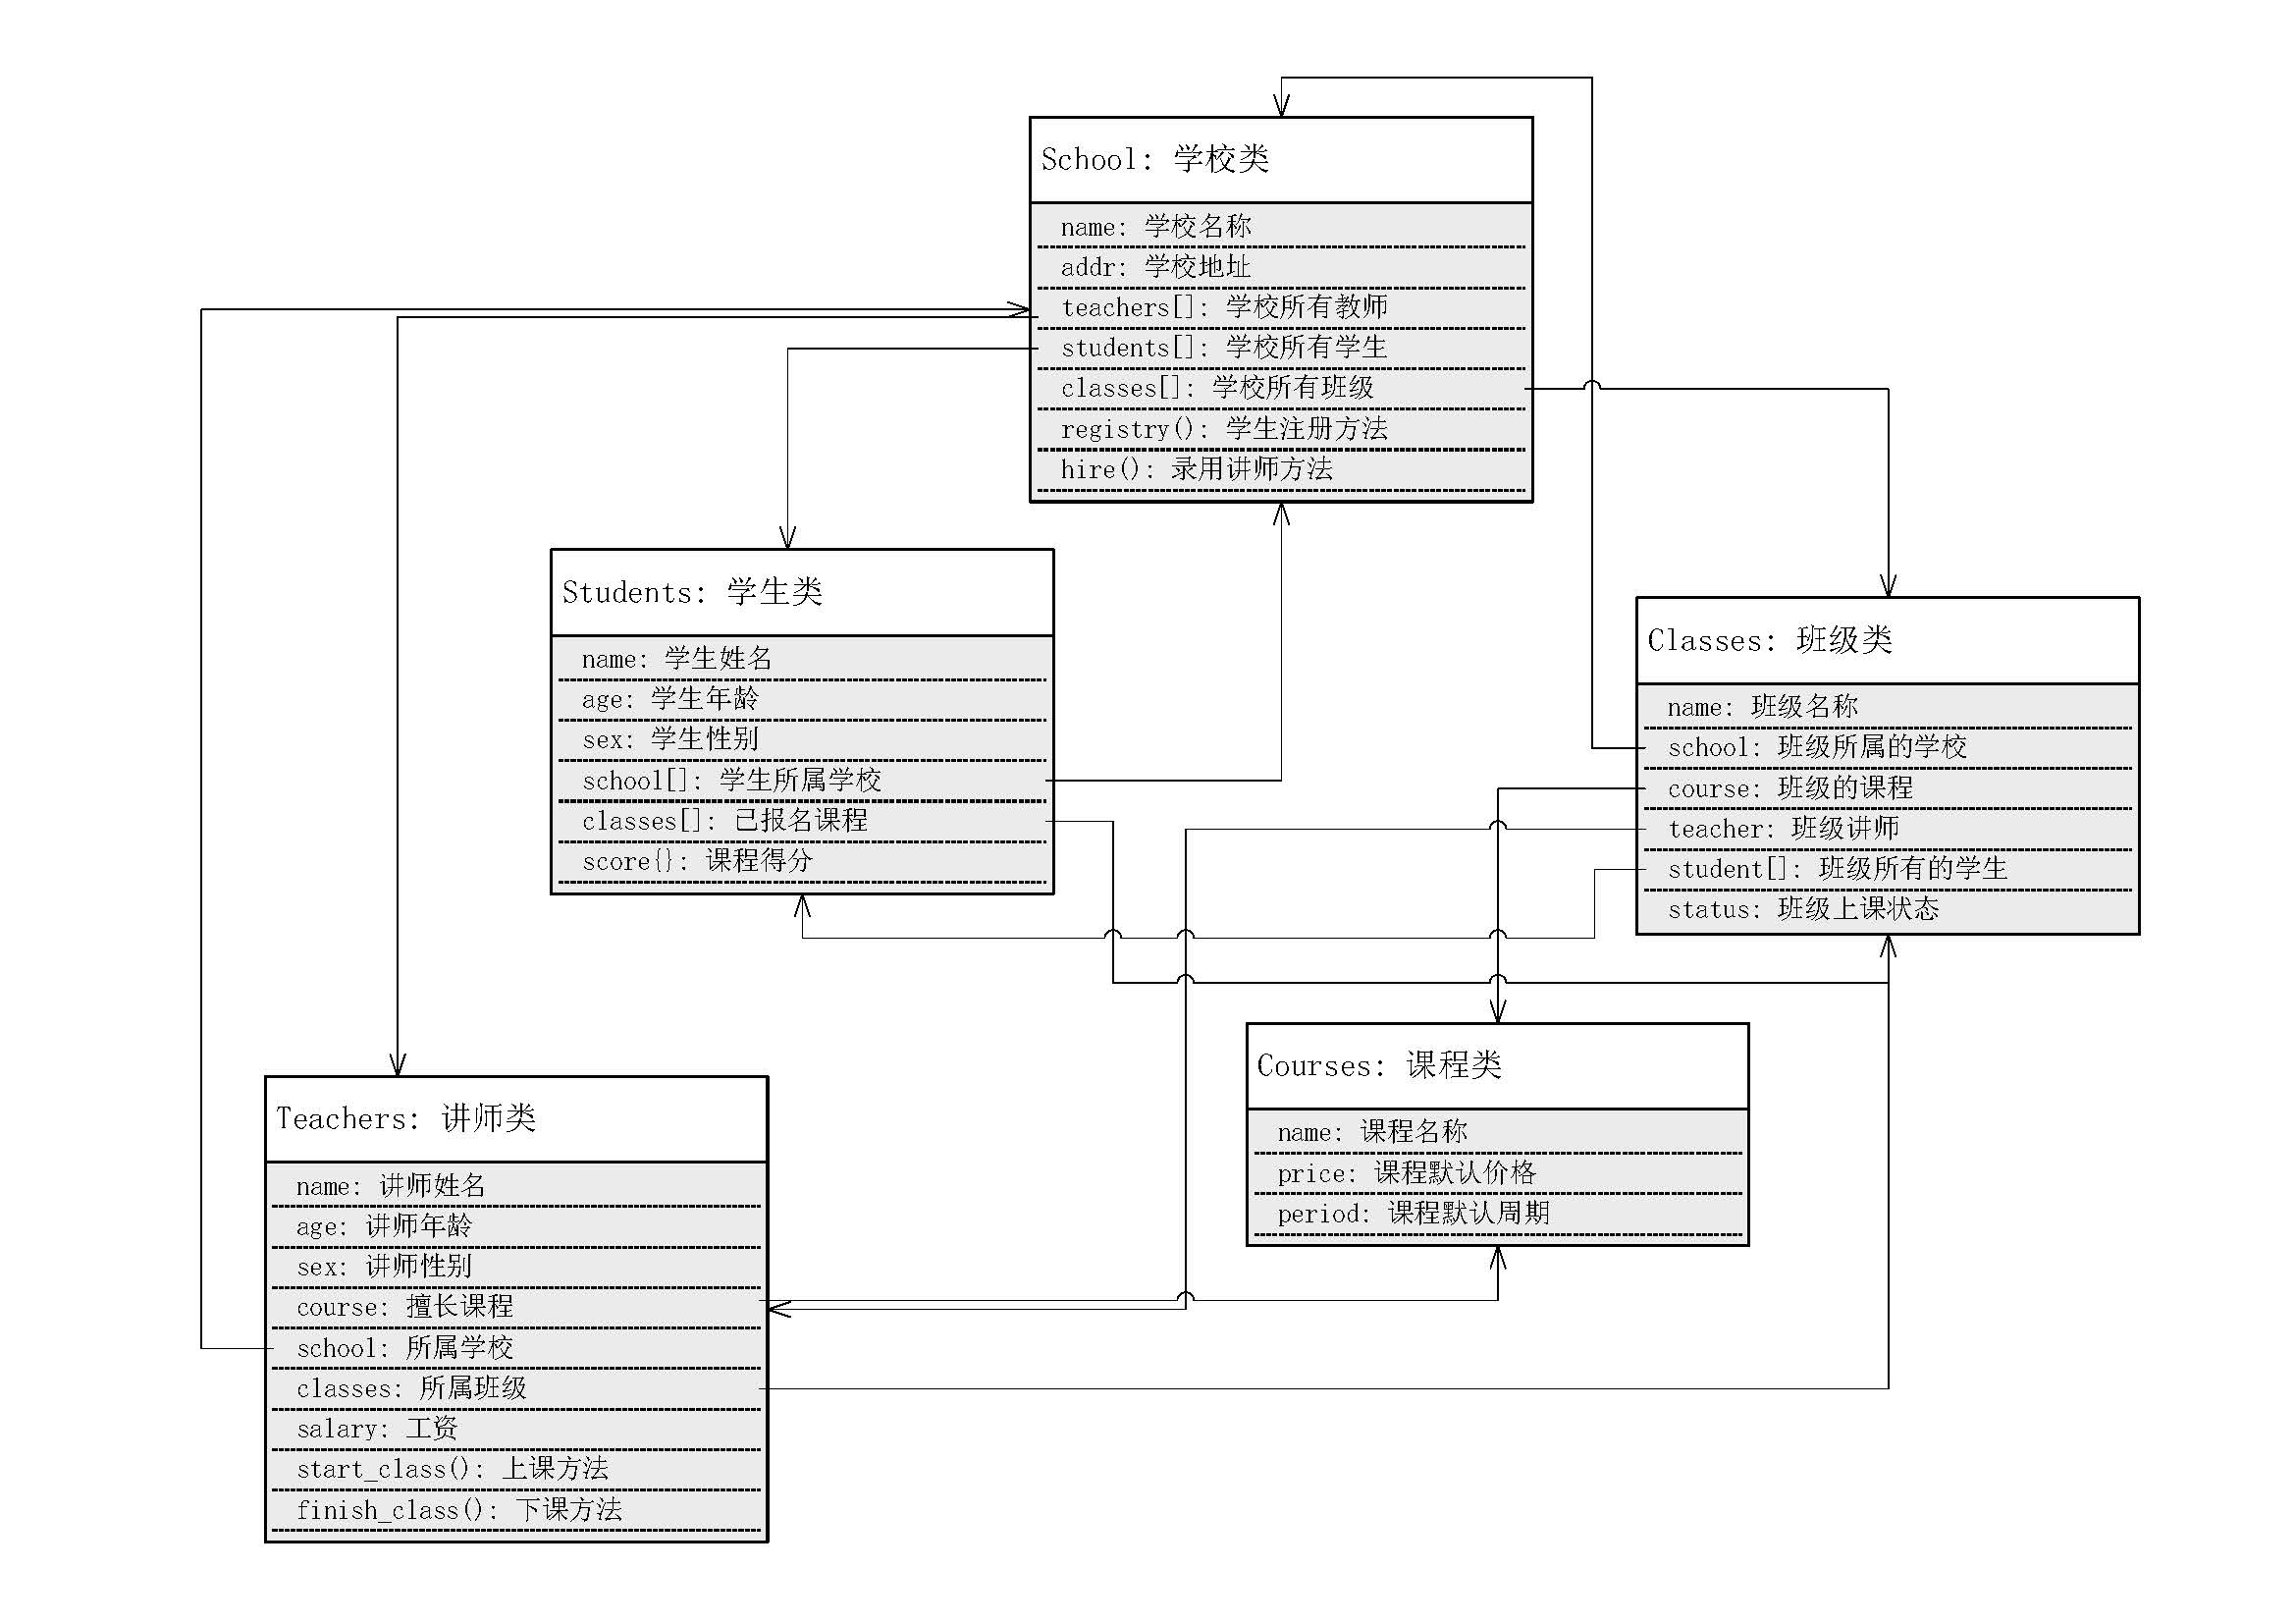 School: 学校类
name: 学校名称
addr: 学校地址
teachers[]: 学校所有教师
students[]: 学校所有学生
classes[]: 学校所有班级
registry(): 学生注册方法
hire(): 录用讲师方法
Students: 学生类
name: 学生姓名
age: 学生年龄
sex: 学生性别
school[]: 学生所属学校
classes[]: 已报名课程
score{}: 课程得分
Classes: 班级类
name: 班级名称
school: 班级所属的学校
course: 班级的课程
teacher: 班级讲师
student[]: 班级所有的学生
status: 班级上课状态
Courses: 课程类
name: 课程名称
price: 课程默认价格
period: 课程默认周期
Teachers: 讲师类
name: 讲师姓名
age: 讲师年龄
sex: 讲师性别
course: 擅长课程
school: 所属学校
classes: 所属班级
salary: 工资
start_class(): 上课方法
finish_class(): 下课方法